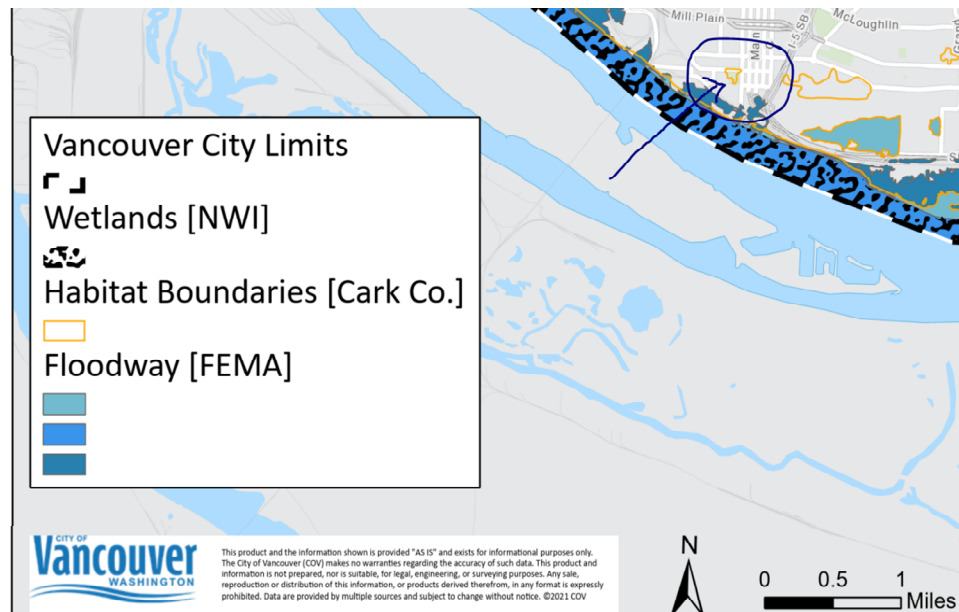 Mill Plain
McLoughlin
Main
I-5 SB
Grand
S
Vancouver City Limits
Wetlands [NWI]
Habitat Boundaries [Cark Co.]
Floodway [FEMA]
CITY OF
Vancouver
WASHINGTON
This product and the information shown is provided "AS IS" and exists for informational purposes only.
The City of Vancouver (COV) makes no warranties regarding the accuracy of such data. This product and
information is not prepared, nor is suitable, for legal, engineering, or surveying purposes. Any sale,
reproduction or distribution of this information, or products derived therefrom, in any format is expressly
prohibited. Data are provided by multiple sources and subject to change without notice. ©2021 COV
N
0 0.5 1
Miles